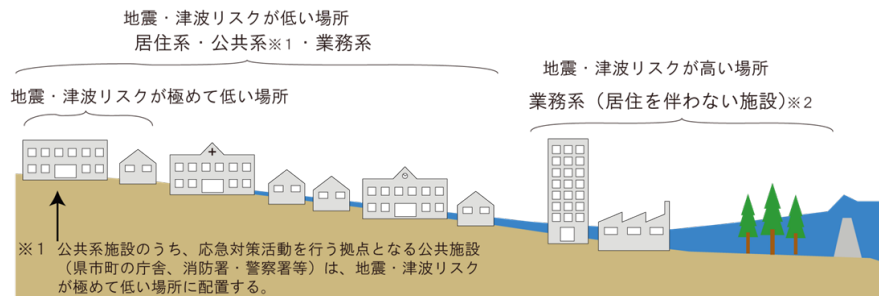 地震・津波リスクが低い場所
居住系・公共系※1・業務系
地震・津波リスクが極めて低い場所
地震・津波リスクが高い場所
業務系（居住を伴わない施設）※2
※1　公共系施設のうち、応急対策活動を行う拠点となる公共施設
（県市町の庁舎、消防署・警察署等）は、地震・津波リスク
が極めて低い場所に配置する。